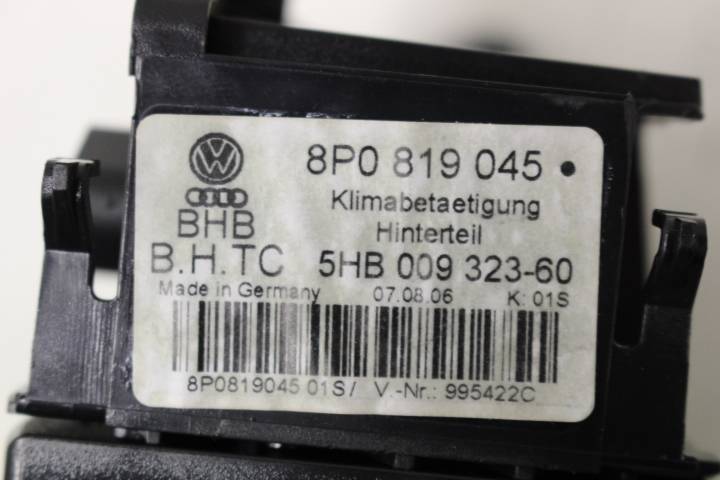 8P0 819 045 •
Klimabetaetigung
Hinterteil
BHB
B.H.TC 5HB 009 323-60
Made in Germany 07.08.06 K: 01S
8P0819045 01S/ V.-Nr.: 995422C